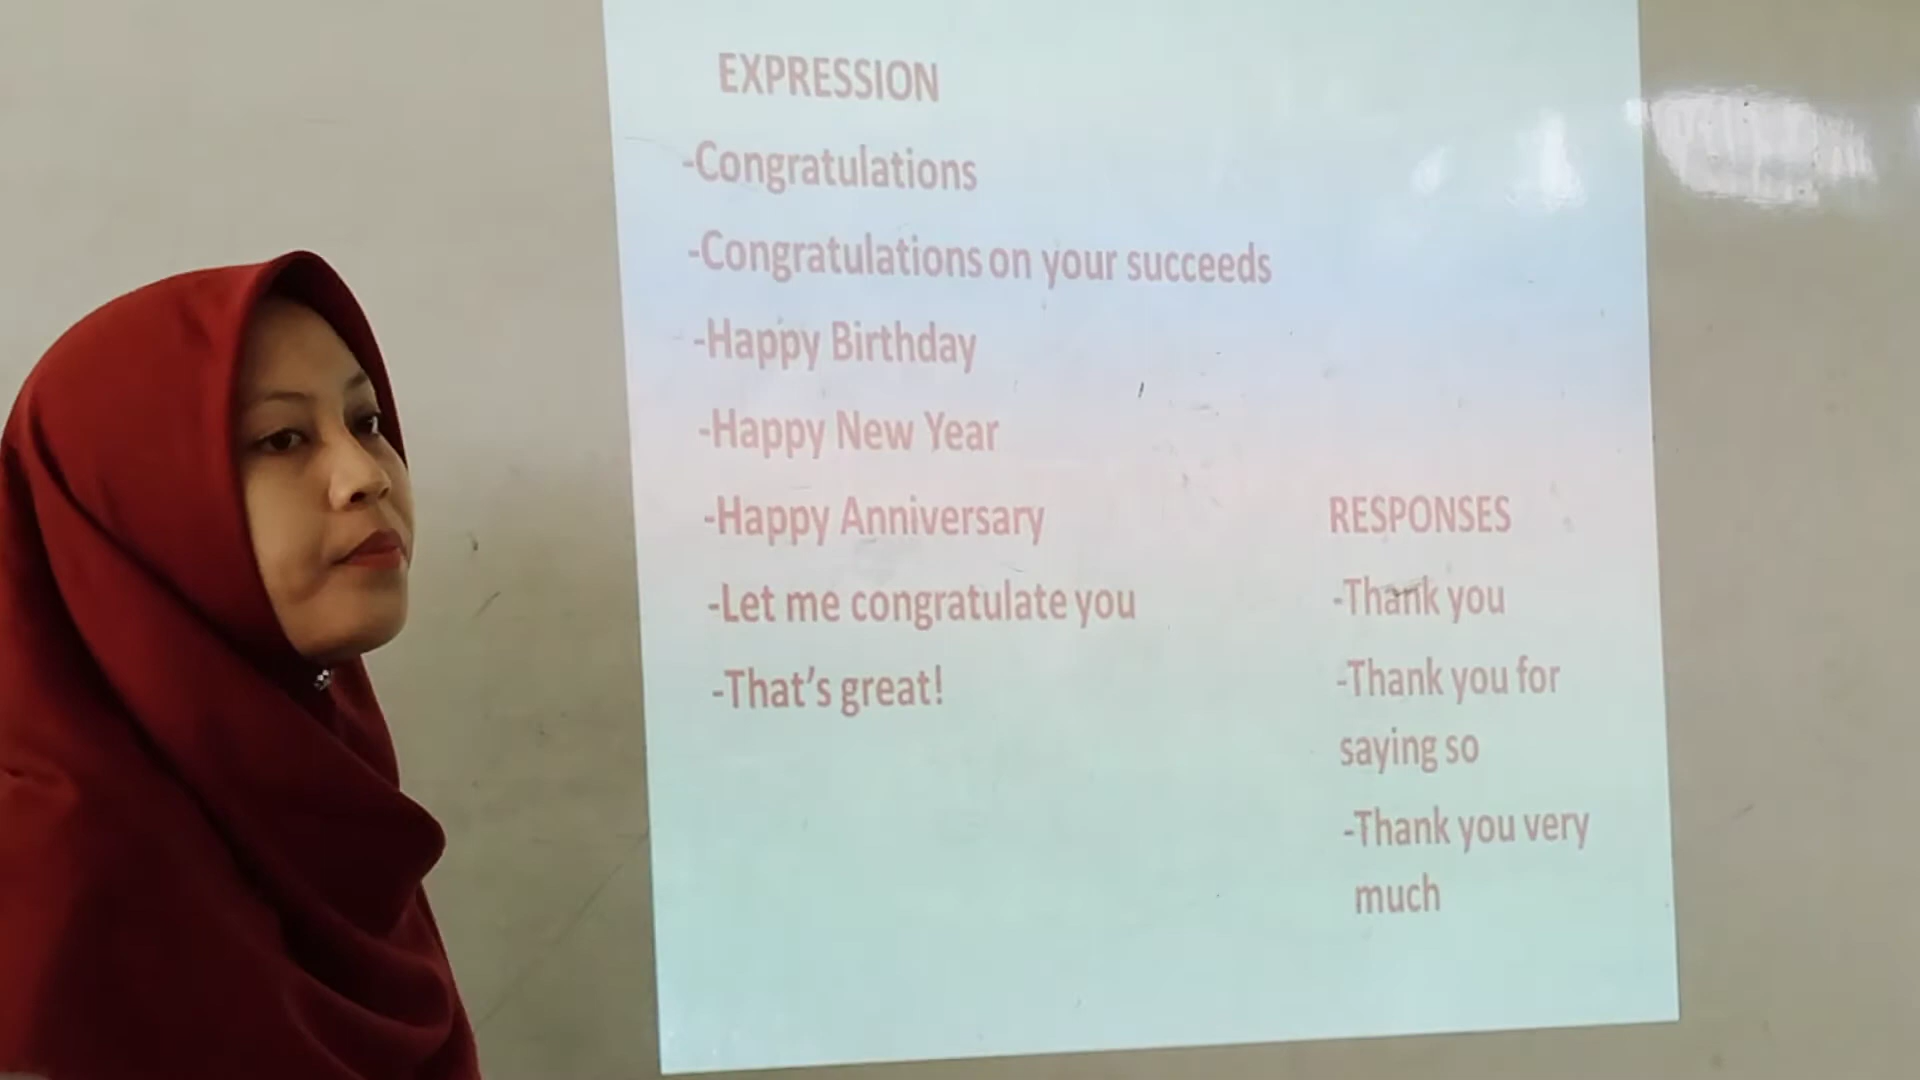 EXPRESSION
-Congratulations
-Congratulations on your succeeds
-Happy Birthday
-Happy New Year
-Happy Anniversary
-Let me congratulate you
-That's great!
RESPONSES
-Thank you
-Thank you for
saying so
-Thank you very
much